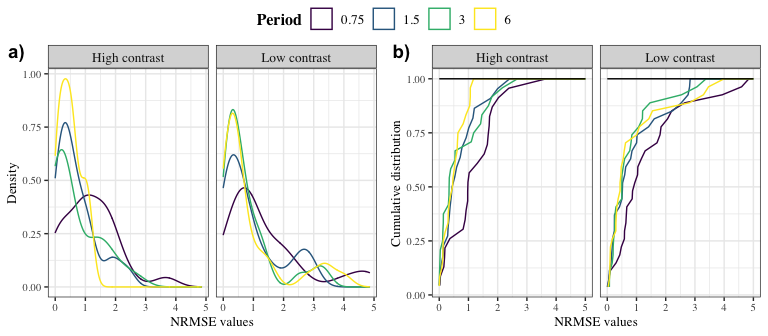 Period 0.75 1.5 3 6
a) b)
High contrast Low contrast High contrast Low contrast
Density
1.00
0.75
0.50
0.25
0.00
0 1 2 3 4 5 0 1 2 3 4 5
NRMSE values
Cumulative distribution
1.00
0.75
0.50
0.25
0.00
0 1 2 3 4 5 0 1 2 3 4 5
NRMSE values